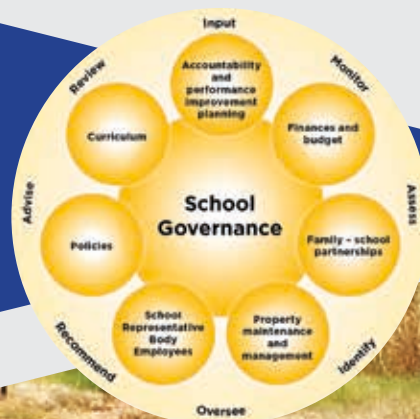 Input
Monitor
Assess
Identify
Oversee
Recommend
Advise
Review
Accountability
and
performance
improvement
planning
Finances and
budget
Family – school
partnerships
Property
maintenance
and
management
School
Representative
Body
Employees
Policies
Curriculum
School
Governance